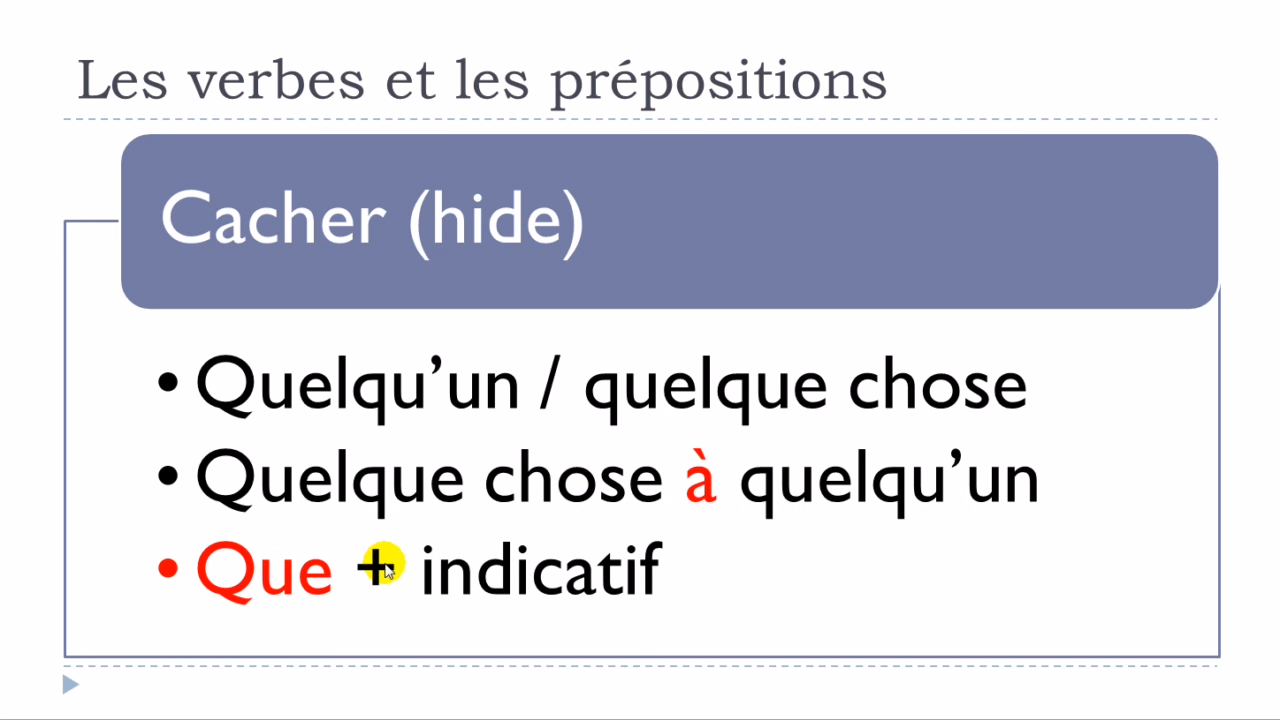 Les verbes et les prépositions
Cacher (hide)
• Quelqu’un / quelque chose
• Quelque chose à quelqu’un
• Que + indicatif